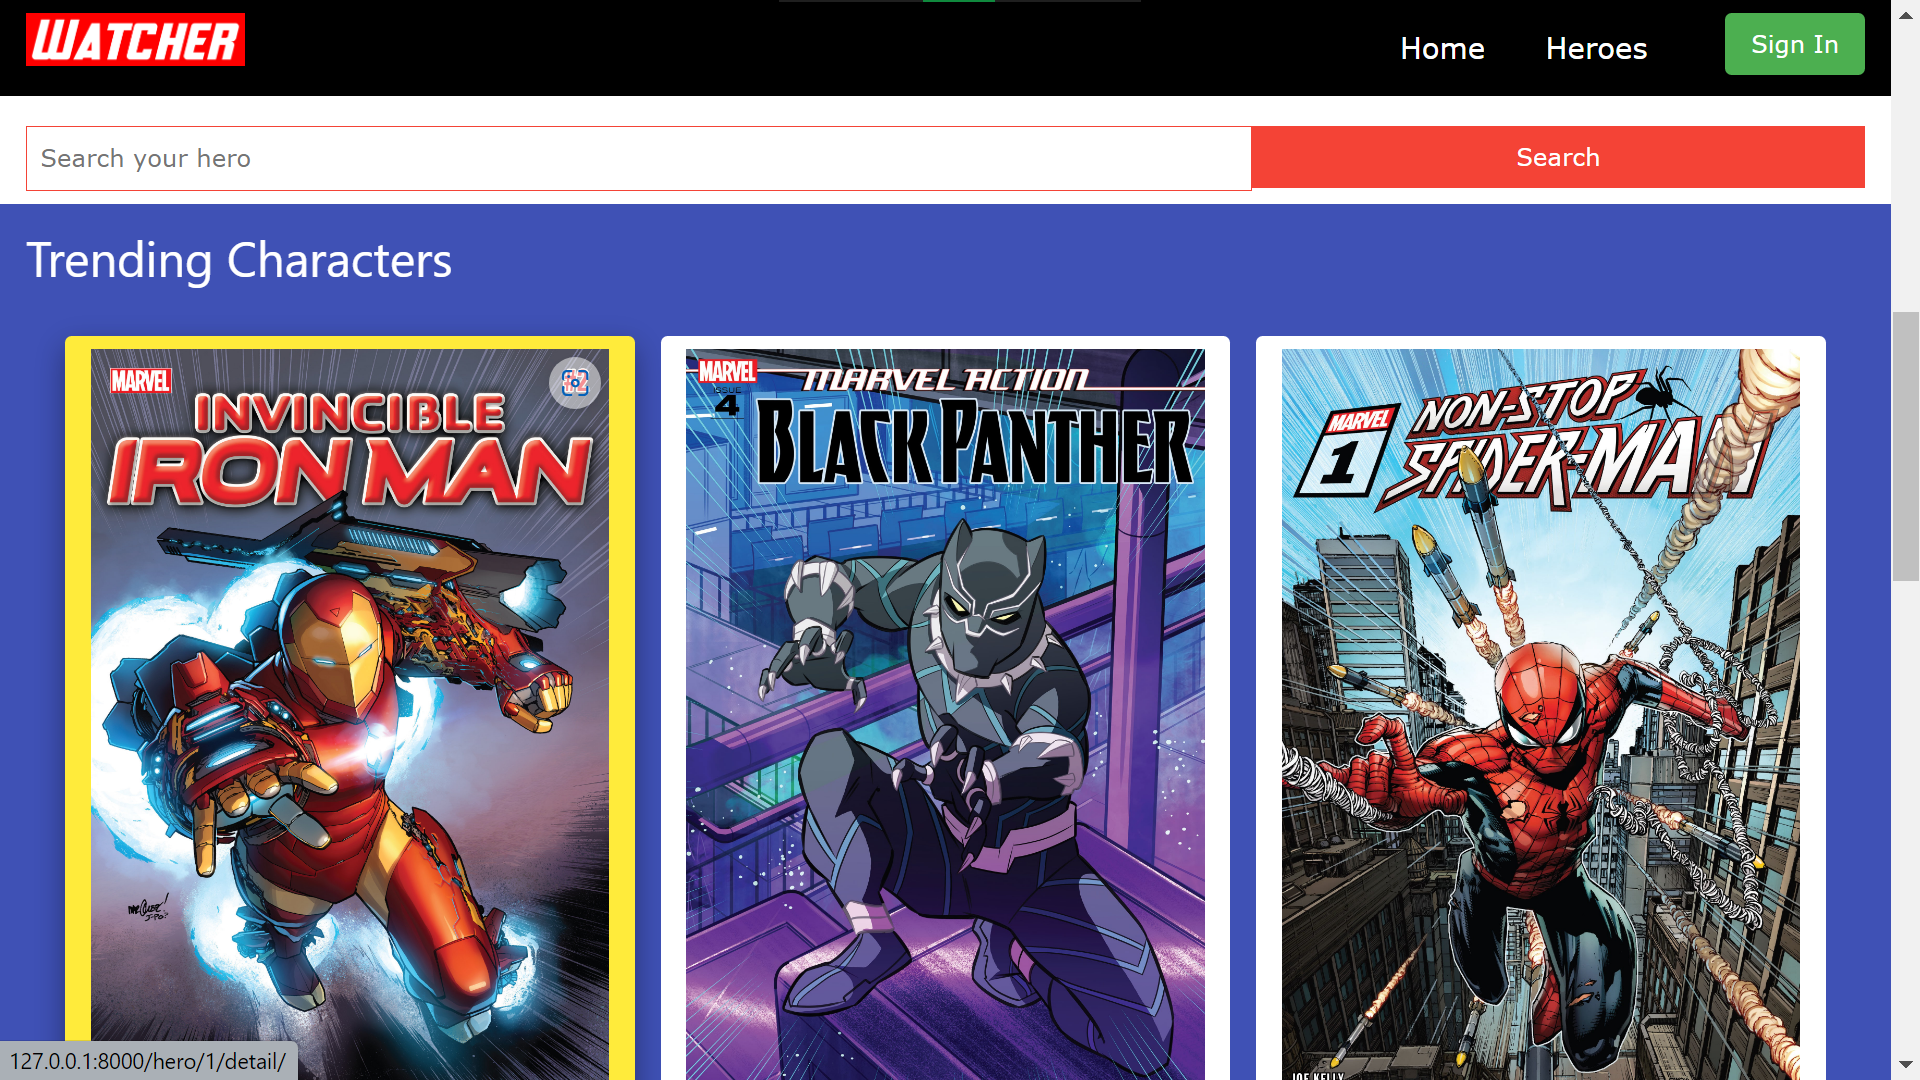 WATCHER
Home
Heroes
Sign In
Search your hero
Search
Trending Characters
MARVEL
INVINCIBLE
IRON MAN
MARVEL
ISSUE
4
MARVEL ACTION
BLACK PANTHER
MARVEL
1
NON-STOP
SPIDER-MAN
JOE KELLY
127.0.0.1:8000/hero/1/detail/